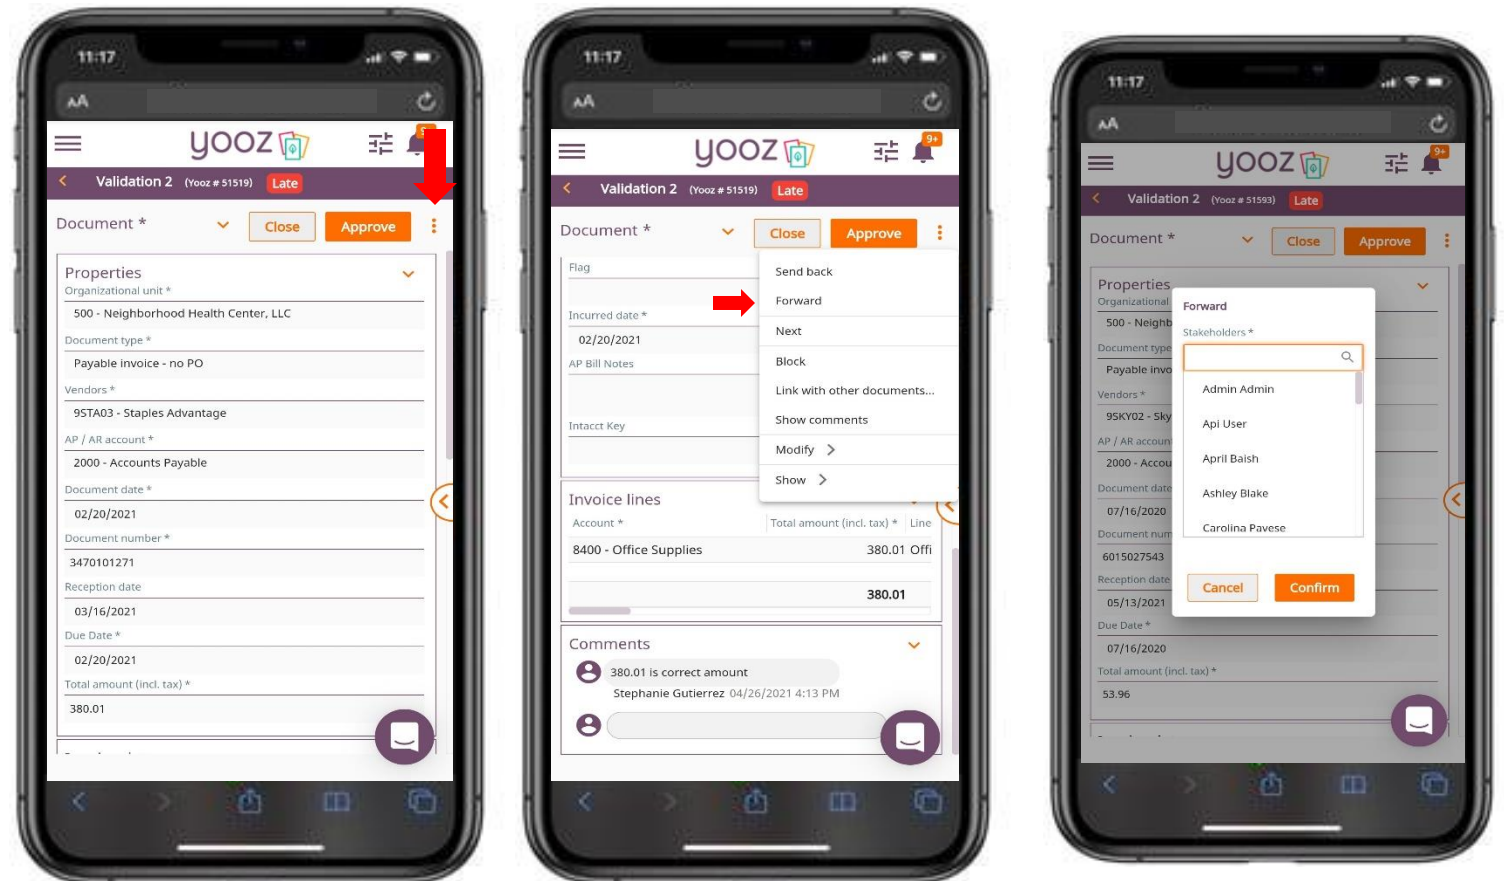 11:17
AA
yooz
Validation 2 (Yooz # 51519) Late
Document *
Close
Approve
Properties
Organizational unit *
500 - Neighborhood Health Center, LLC
Document type *
Payable invoice - no PO
Vendors *
9STA03 - Staples Advantage
AP / AR account *
2000 - Accounts Payable
Document date *
02/20/2021
Document number *
3470101271
Reception date
03/16/2021
Due Date *
02/20/2021
Total amount (incl. tax) *
380.01
11:17
AA
yooz
9+
Validation 2 (Yooz # 51519) Late
Document *
Close
Approve
Flag
Incurred date *
02/20/2021
AP Bill Notes
Intacct Key
Send back
Forward
Next
Block
Link with other documents...
Show comments
Modify
Show
Invoice lines
Account * Total amount (incl. tax) * Line
8400 - Office Supplies 380.01 Offi
380.01
Comments
380.01 is correct amount
Stephanie Gutierrez 04/26/2021 4:13 PM
11:17
AA
yooz
9+
Validation 2 (Yooz # 51593) Late
Document *
Close
Approve
Properties
Organizational
500 - Neighb
Document type
Payable invo
Vendors *
9SKY02 - Sky
AP / AR accoun
2000 - Accou
Document date
07/16/2020
Document num
6015027543
Reception date
05/13/2021
Due Date *
07/16/2020
Total amount (incl. tax) *
53.96
Forward
Stakeholders *
Admin Admin
Api User
April Baish
Ashley Blake
Carolina Pavese
Cancel
Confirm